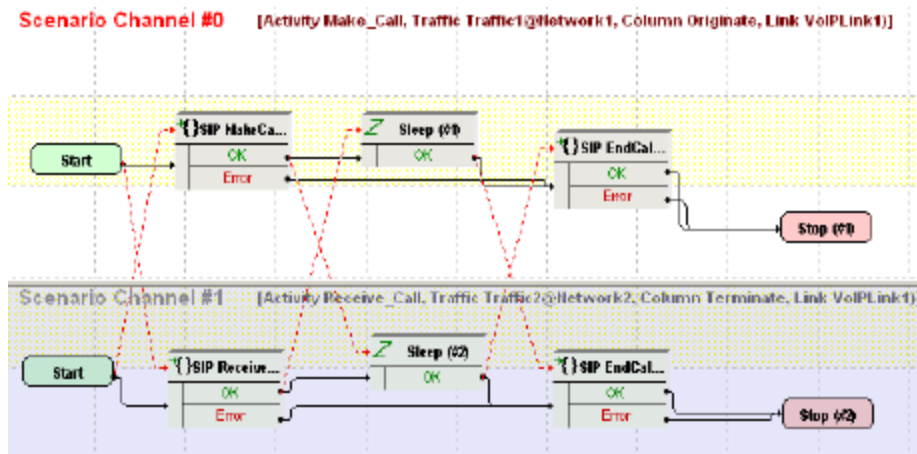 Scenario Channel #0 [Activity Make_Call, Traffic Traffic1@Network1, Column Originate, Link VoIPLink1)]
{}SIP MakeCa...
OK
Error
Sleep (#1)
OK
{}SIP EndCal...
OK
Error
Start
Stop (#1)
Scenario Channel #1 [Activity Receive_Call, Traffic Traffic2@Network2, Column Terminate, Link VoIPLink1)
Start
{}SIP Receive...
OK
Error
Sleep (#2)
OK
{}SIP EndCal...
OK
Error
Stop (#2)